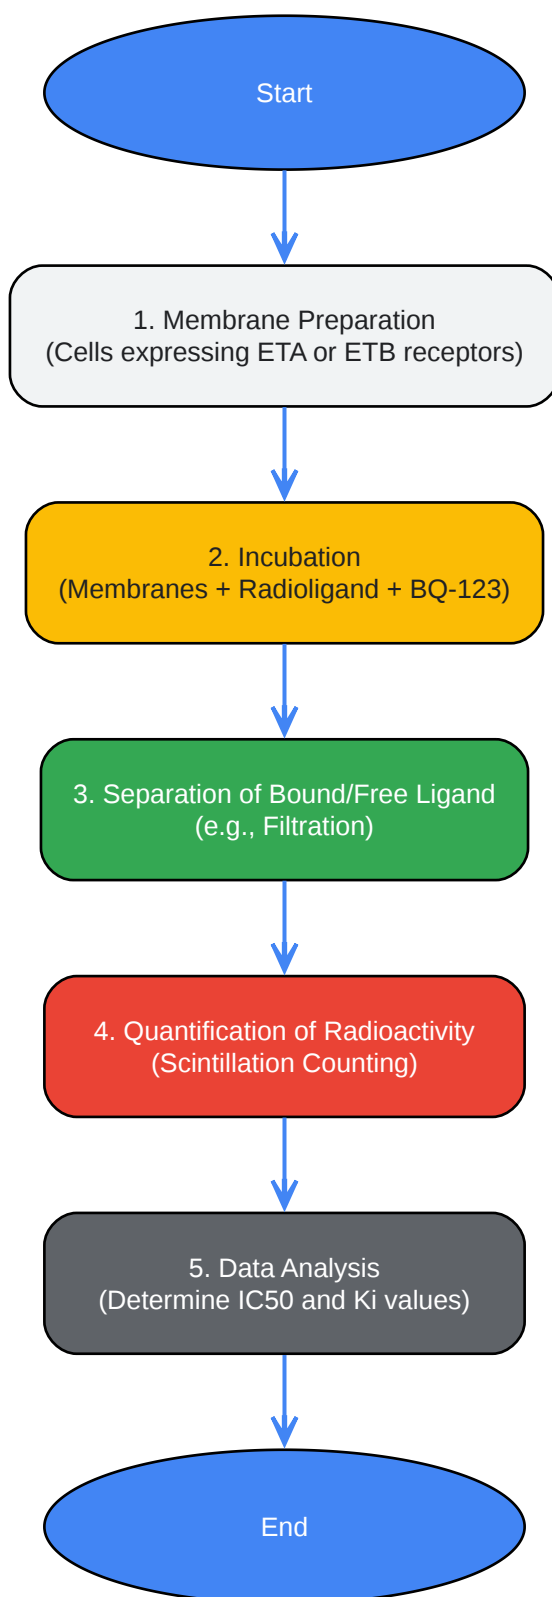 Start
1. Membrane Preparation
(Cells expressing ETA or ETB receptors)
2. Incubation
(Membranes + Radioligand + BQ-123)
3. Separation of Bound/Free Ligand
(e.g., Filtration)
4. Quantification of Radioactivity
(Scintillation Counting)
5. Data Analysis
(Determine IC50 and Ki values)
End